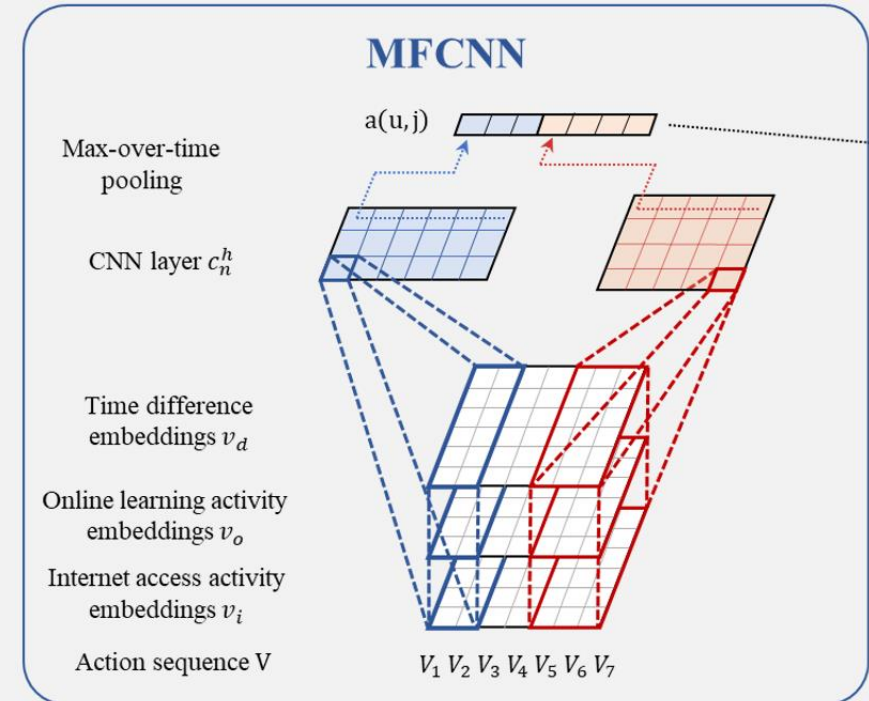 MFCNN
a(u, j)
Max-over-time
pooling
CNN layer $c_n^h$
Time difference
embeddings $v_d$
Online learning activity
embeddings $v_o$
Internet access activity
embeddings $v_i$
Action sequence V
$V_1$ $V_2$ $V_3$ $V_4$ $V_5$ $V_6$ $V_7$